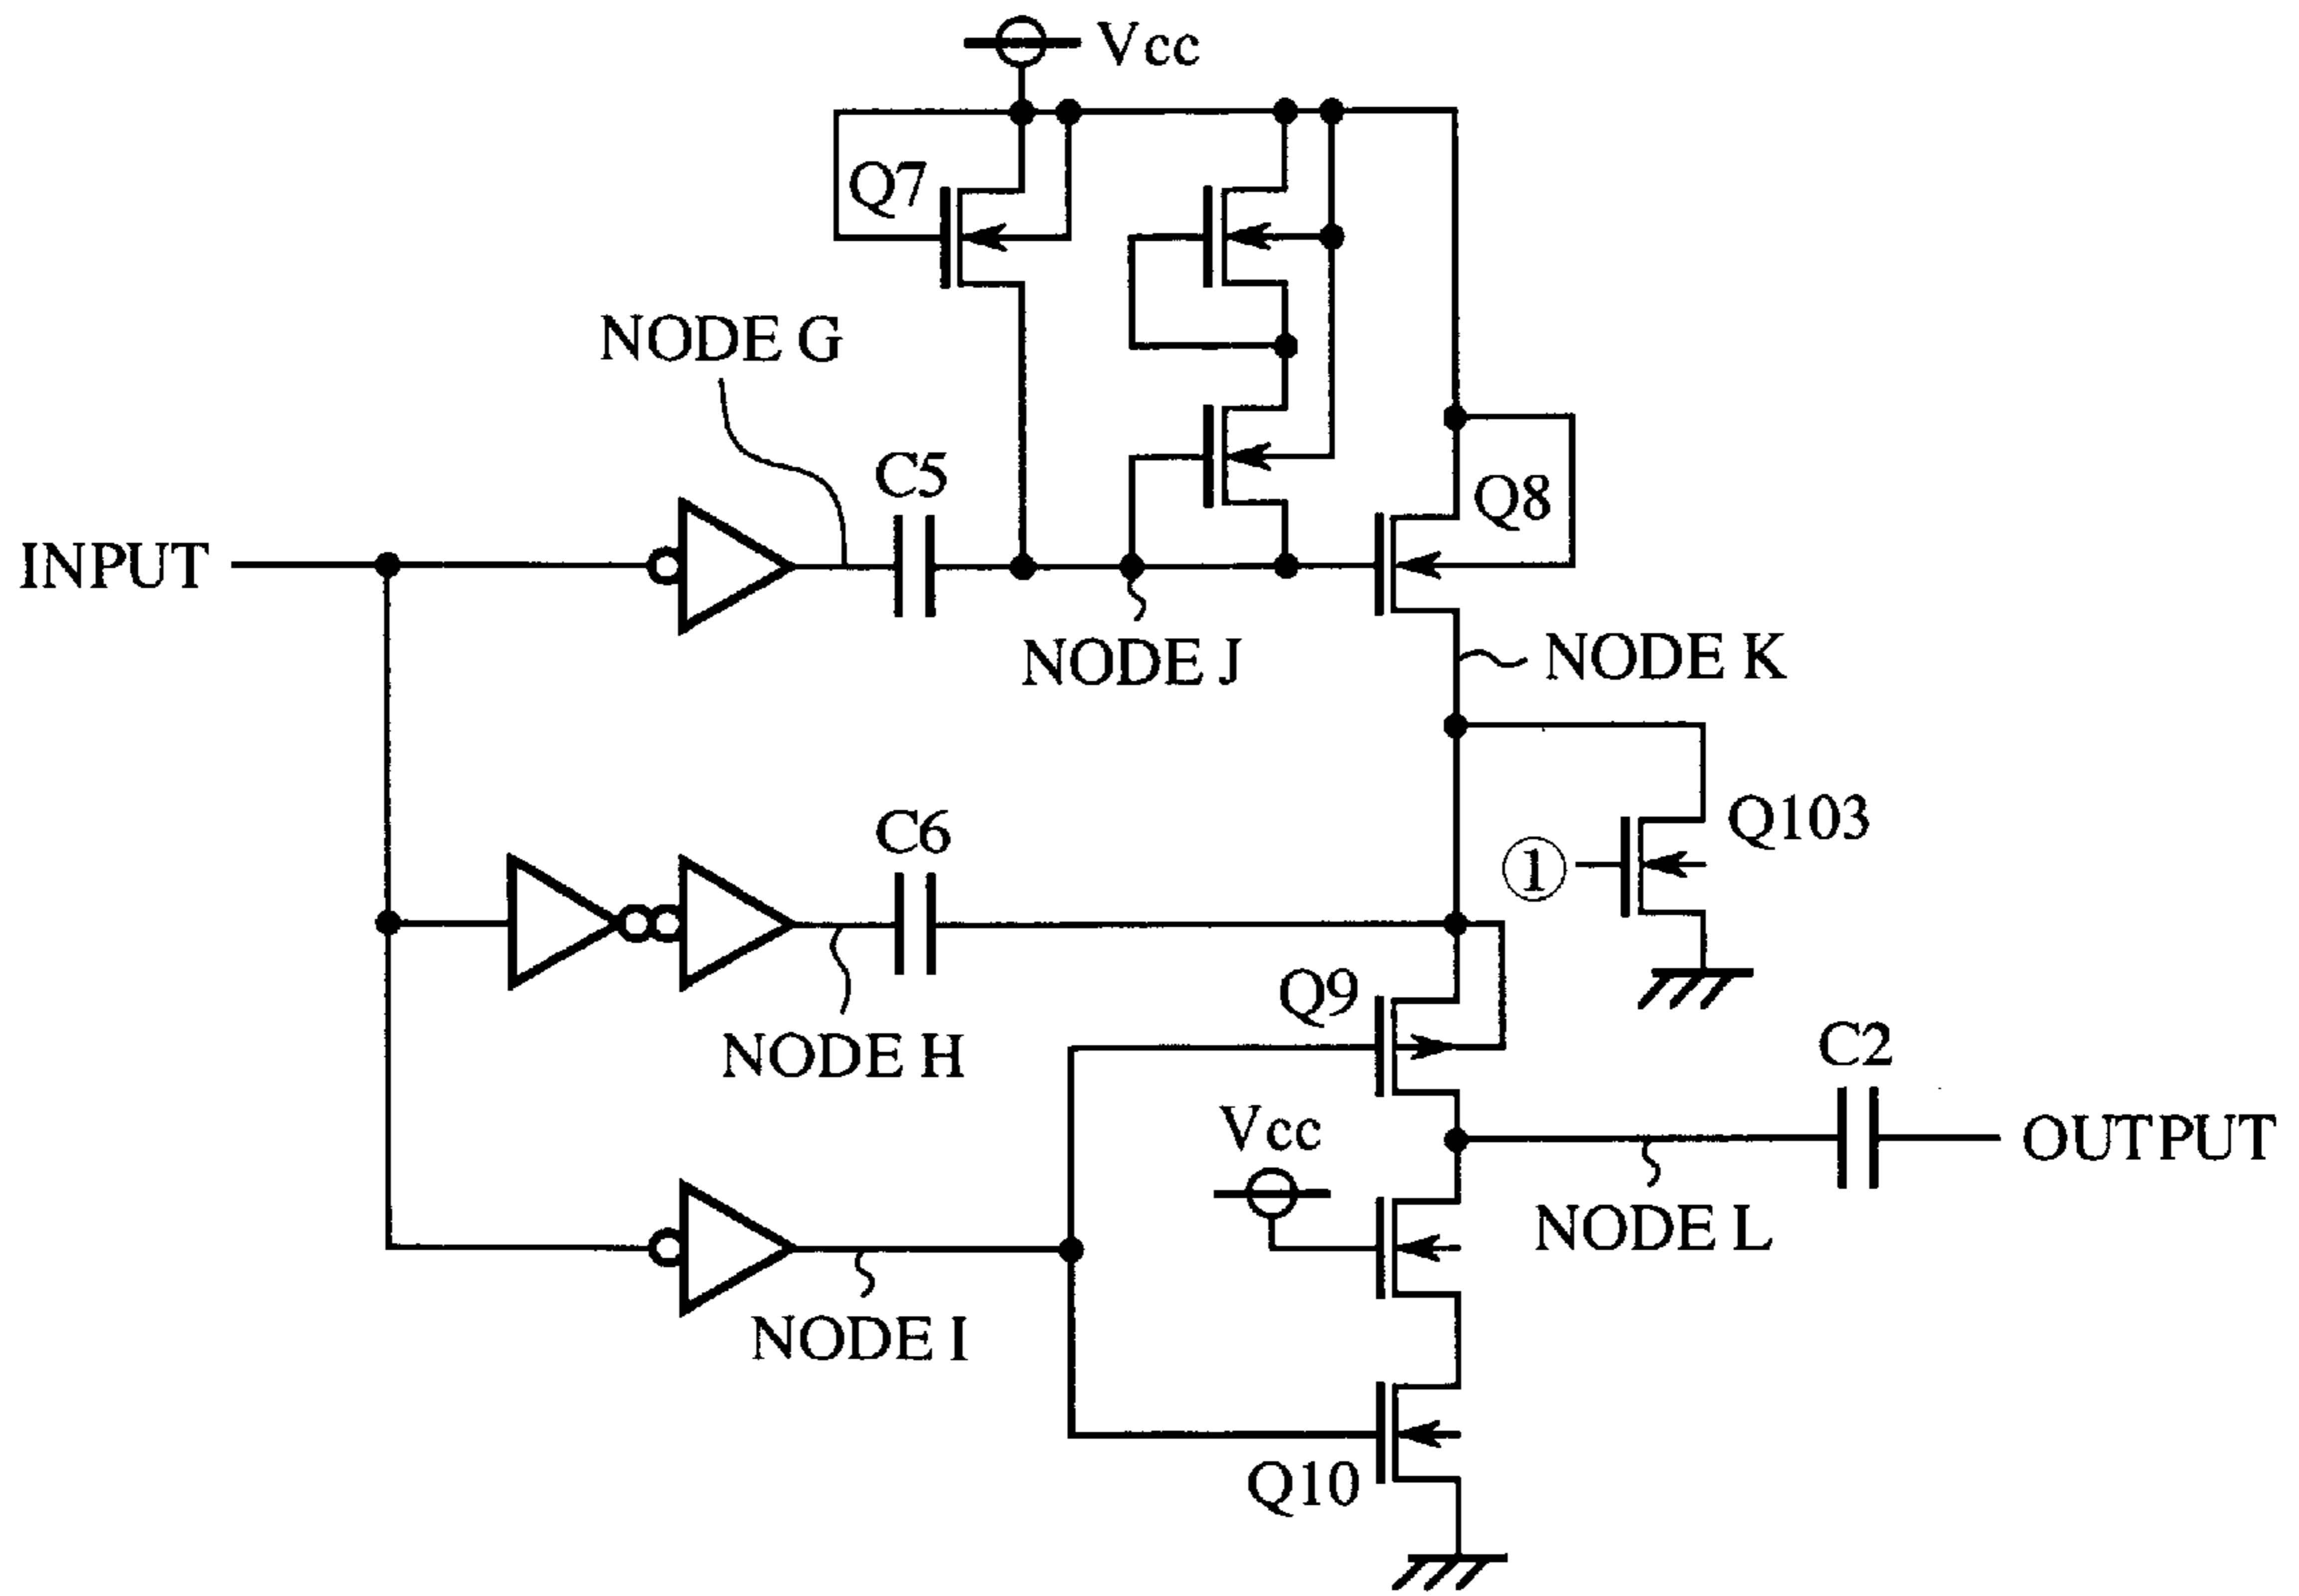 Vcc
Q7
NODE G
C5
Q8
INPUT
NODE J
NODE K
C6
Q103
①
Q9
NODE H
C2
Vcc
OUTPUT
NODE L
NODE I
Q10